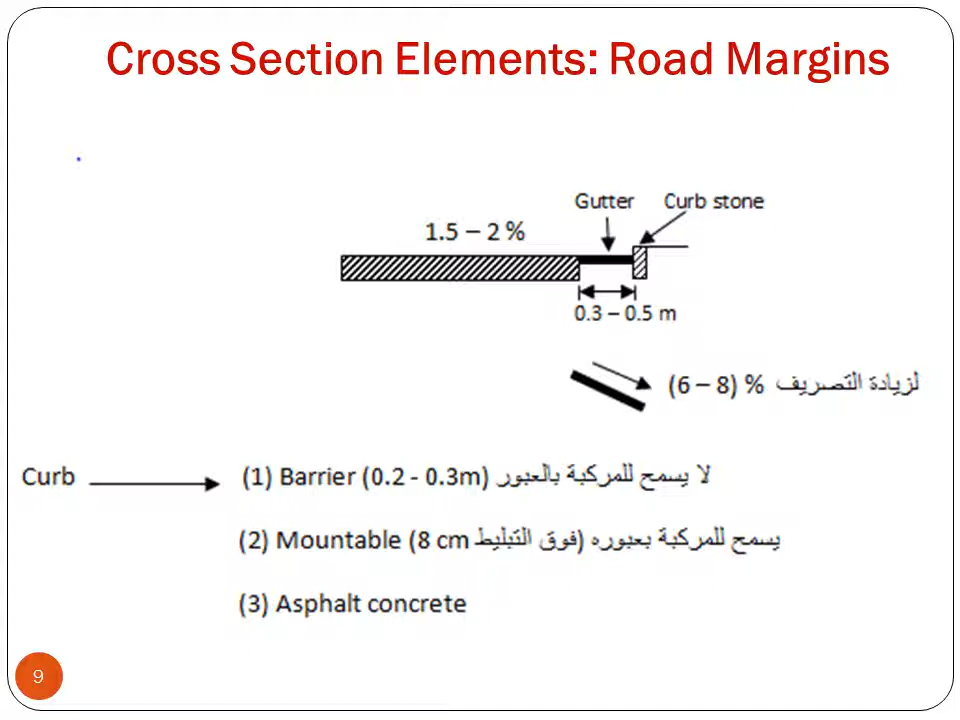 Cross Section Elements: Road Margins
Gutter
Curb stone
1.5 – 2 %
0.3 – 0.5 m
(6 – 8) % لزيادة التصريف
Curb
(1) Barrier (0.2 - 0.3m) لا يسمح للمركبة بالعبور
(2) Mountable (8 cm فوق التبليط) يسمح للمركبة بعبوره
(3) Asphalt concrete
9